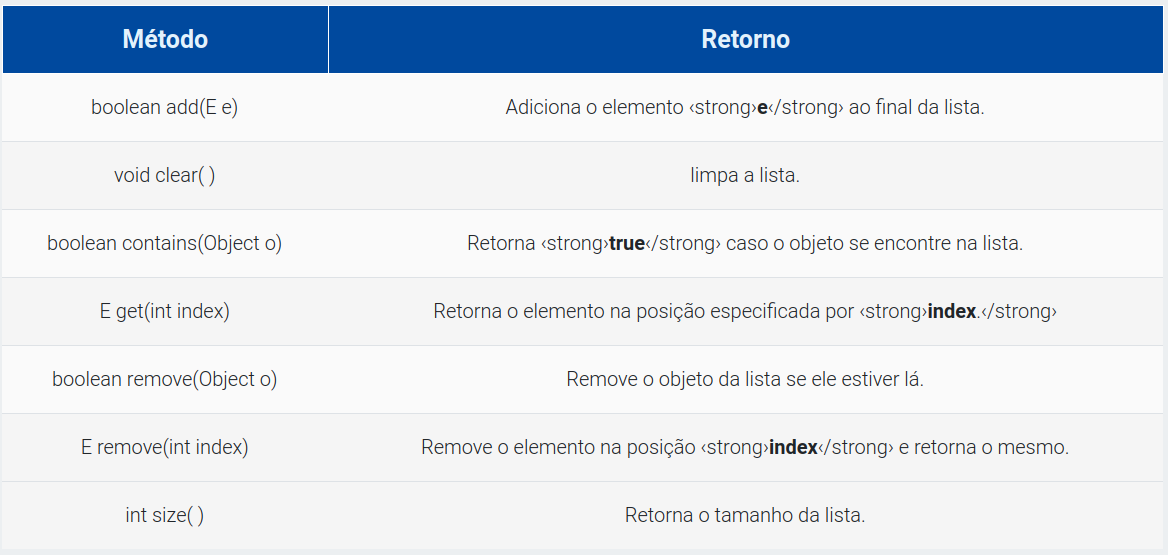 Método Retorno
boolean add(E e) Adiciona o elemento ‹strong›e‹/strong› ao final da lista.
void clear( ) limpa a lista.
boolean contains(Object o) Retorna ‹strong›true‹/strong› caso o objeto se encontre na lista.
E get(int index) Retorna o elemento na posição especificada por ‹strong›index.‹/strong›
boolean remove(Object o) Remove o objeto da lista se ele estiver lá.
E remove(int index) Remove o elemento na posição ‹strong›index‹/strong› e retorna o mesmo.
int size( ) Retorna o tamanho da lista.